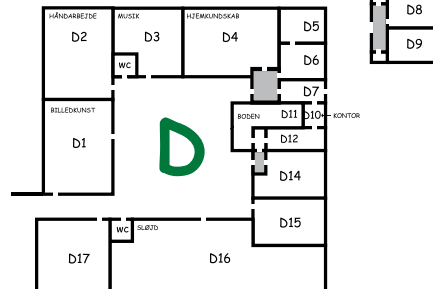 HÅNDARBEJDE
MUSIK
HJEMKUNDSKAB
D2
D3
D4
D5
D6
WC
D7
D8
D9
BILLEDKUNST
BODEN
D11
D10
KONTOR
D1
D
D12
D14
D15
WC
SLØJD
D17
D16